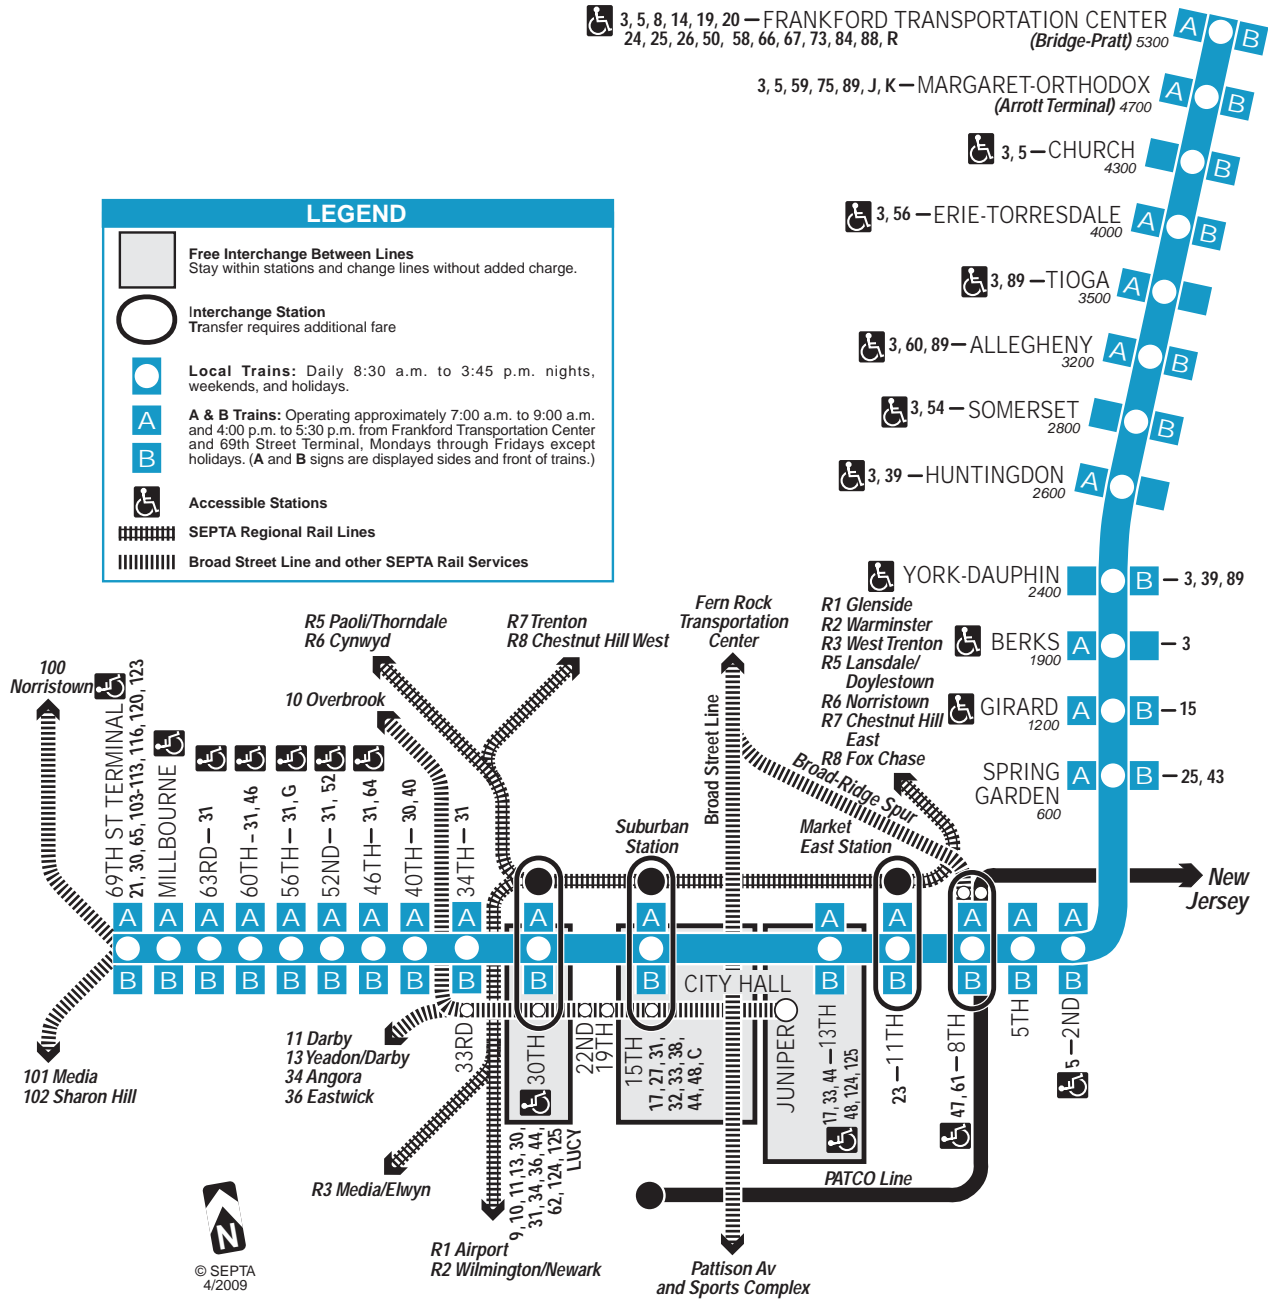 3, 5, 8, 14, 19, 20 — FRANKFORD TRANSPORTATION CENTER
24, 25, 26, 50, 58, 66, 67, 73, 84, 88, R
(Bridge-Pratt) 5300
A B
3, 5, 59, 75, 89, J, K — MARGARET-ORTHODOX
(Arrott Terminal) 4700
A B
3, 5 — CHURCH
4300
B
3, 56 — ERIE-TORRESDALE
4000
A B
3, 89 — TIOGA
3500
A
3, 60, 89 — ALLEGHENY
3200
A B
3, 54 — SOMERSET
2800
B
3, 39 — HUNTINGDON
2600
A
YORK-DAUPHIN
2400
B — 3, 39, 89
BERKS
1900
A — 3
GIRARD
1200
A B — 15
SPRING
GARDEN
600
A B — 25, 43
LEGEND
Free Interchange Between Lines
Stay within stations and change lines without added charge.
Interchange Station
Transfer requires additional fare
Local Trains: Daily 8:30 a.m. to 3:45 p.m. nights,
weekends, and holidays.
A
B
A & B Trains: Operating approximately 7:00 a.m. to 9:00 a.m.
and 4:00 p.m. to 5:30 p.m. from Frankford Transportation Center
and 69th Street Terminal, Mondays through Fridays except
holidays. (A and B signs are displayed sides and front of trains.)
Accessible Stations
SEPTA Regional Rail Lines
Broad Street Line and other SEPTA Rail Services
100
Norristown
R5 Paoli/Thorndale
R6 Cynwyd
R7 Trenton
R8 Chestnut Hill West
10 Overbrook
Fern Rock
Transportation
Center
R1 Glenside
R2 Warminster
R3 West Trenton
R5 Lansdale/
Doylestown
R6 Norristown
R7 Chestnut Hill
East
R8 Fox Chase
Broad Street Line
Broad-Ridge Spur
Suburban
Station
Market
East Station
New
Jersey
69TH ST TERMINAL
21, 30, 65, 103-113, 116, 120, 123
MILLBOURNE
63RD — 31
60TH — 31, 46
56TH — 31, G
52ND — 31, 52
46TH — 31, 64
40TH — 30, 40
34TH — 31
A A A A A A A A A A A A A A A A
B B B B B B B B B B B B B B B B
CITY HALL
33RD
30TH
9, 10, 11, 13, 30,
31, 34, 36, 44,
62, 124, 125
LUCY
22ND
19TH
15TH
17, 27, 31,
32, 33, 38,
44, 48, C
JUNIPER
17, 33, 44 — 13TH
48, 124, 125
23 — 11TH
47, 61 — 8TH
5TH
5 — 2ND
11 Darby
13 Yeadon/Darby
34 Angora
36 Eastwick
101 Media
102 Sharon Hill
R3 Media/Elwyn
R1 Airport
R2 Wilmington/Newark
PATCO Line
Pattison Av
and Sports Complex
N
© SEPTA
4/2009